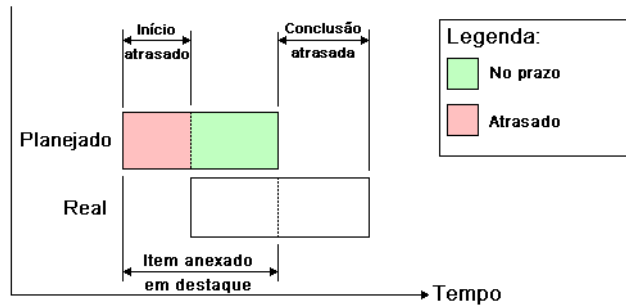 Início
atrasado
Conclusão
atrasada
Legenda:
No prazo
Atrasado
Planejado
Real
Item anexado
em destaque
Tempo